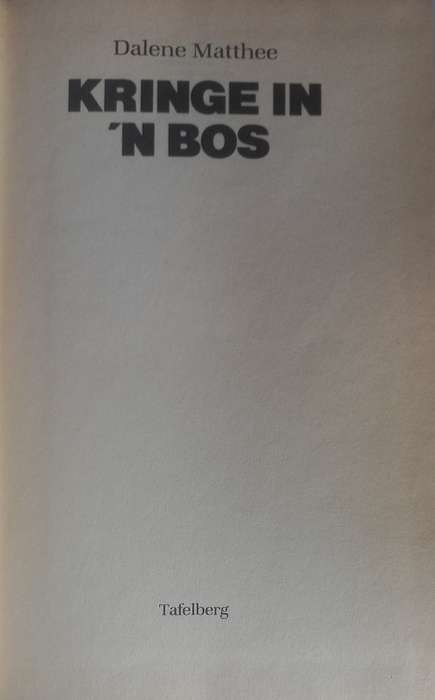 Dalene Matthee
KRINGE IN
'N BOS
Tafelberg